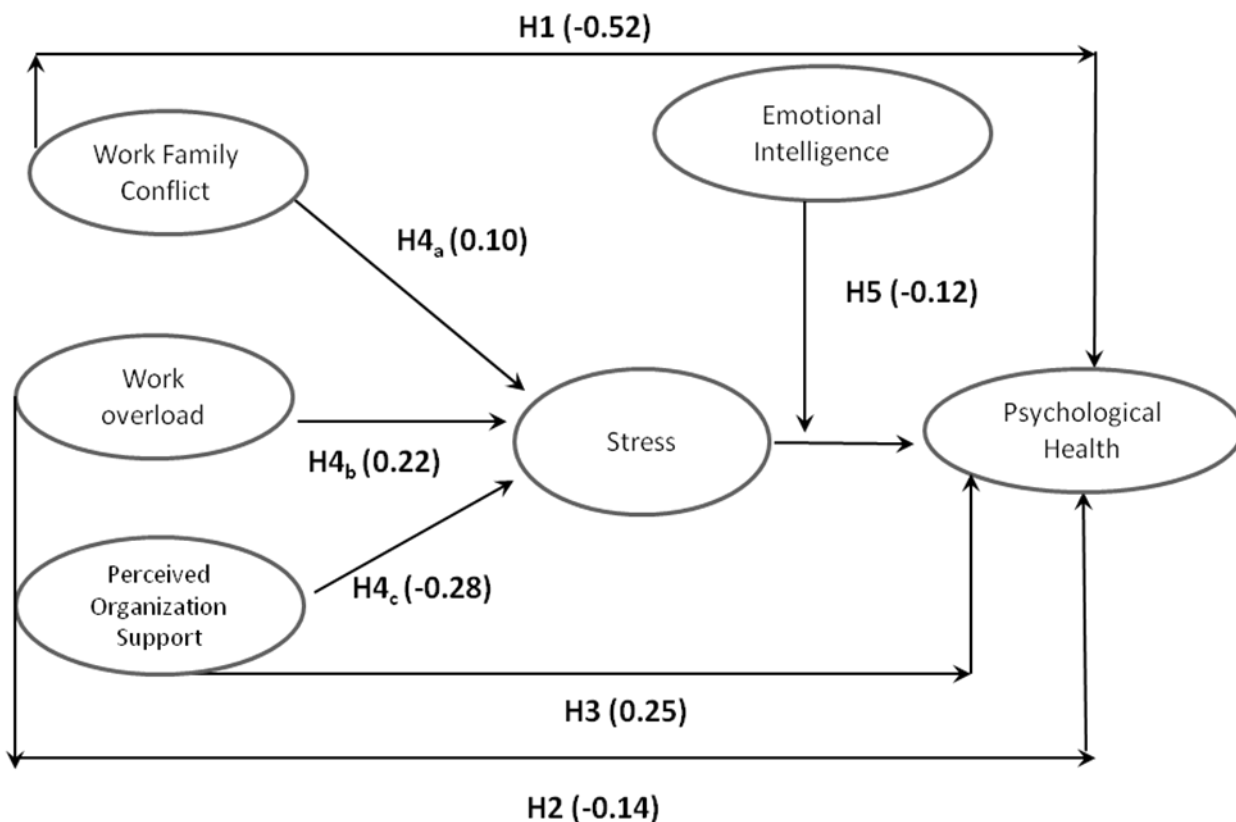 H1 (-0.52)
Emotional
Intelligence
Work Family
Conflict
H4a (0.10)
H5 (-0.12)
Work
overload
Psychological
Health
Stress
H4b (0.22)
Perceived
Organization
Support
H4c (-0.28)
H3 (0.25)
H2 (-0.14)